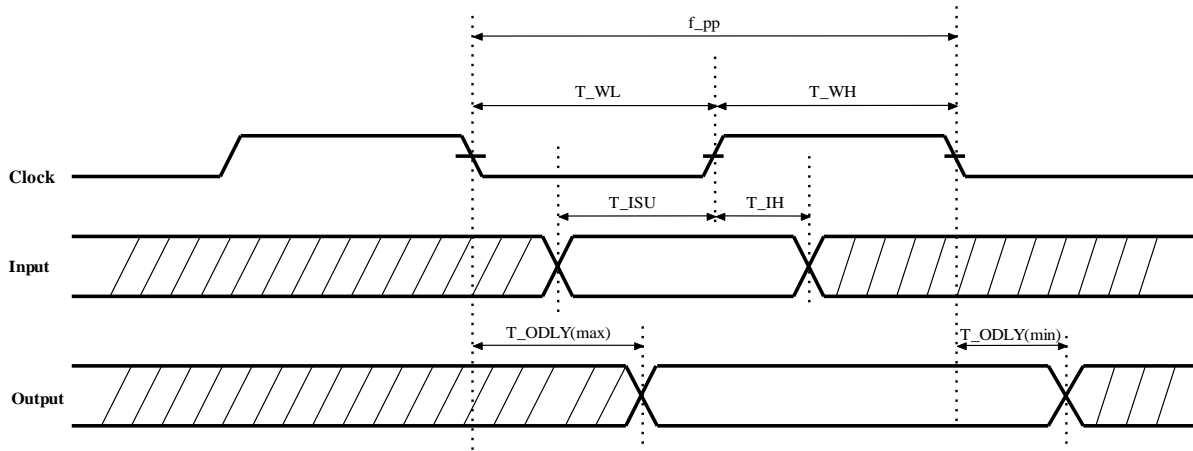 f_pp
T_WL
T_WH
Clock
T_ISU
T_IH
Input
T_ODLY(max)
T_ODLY(min)
Output